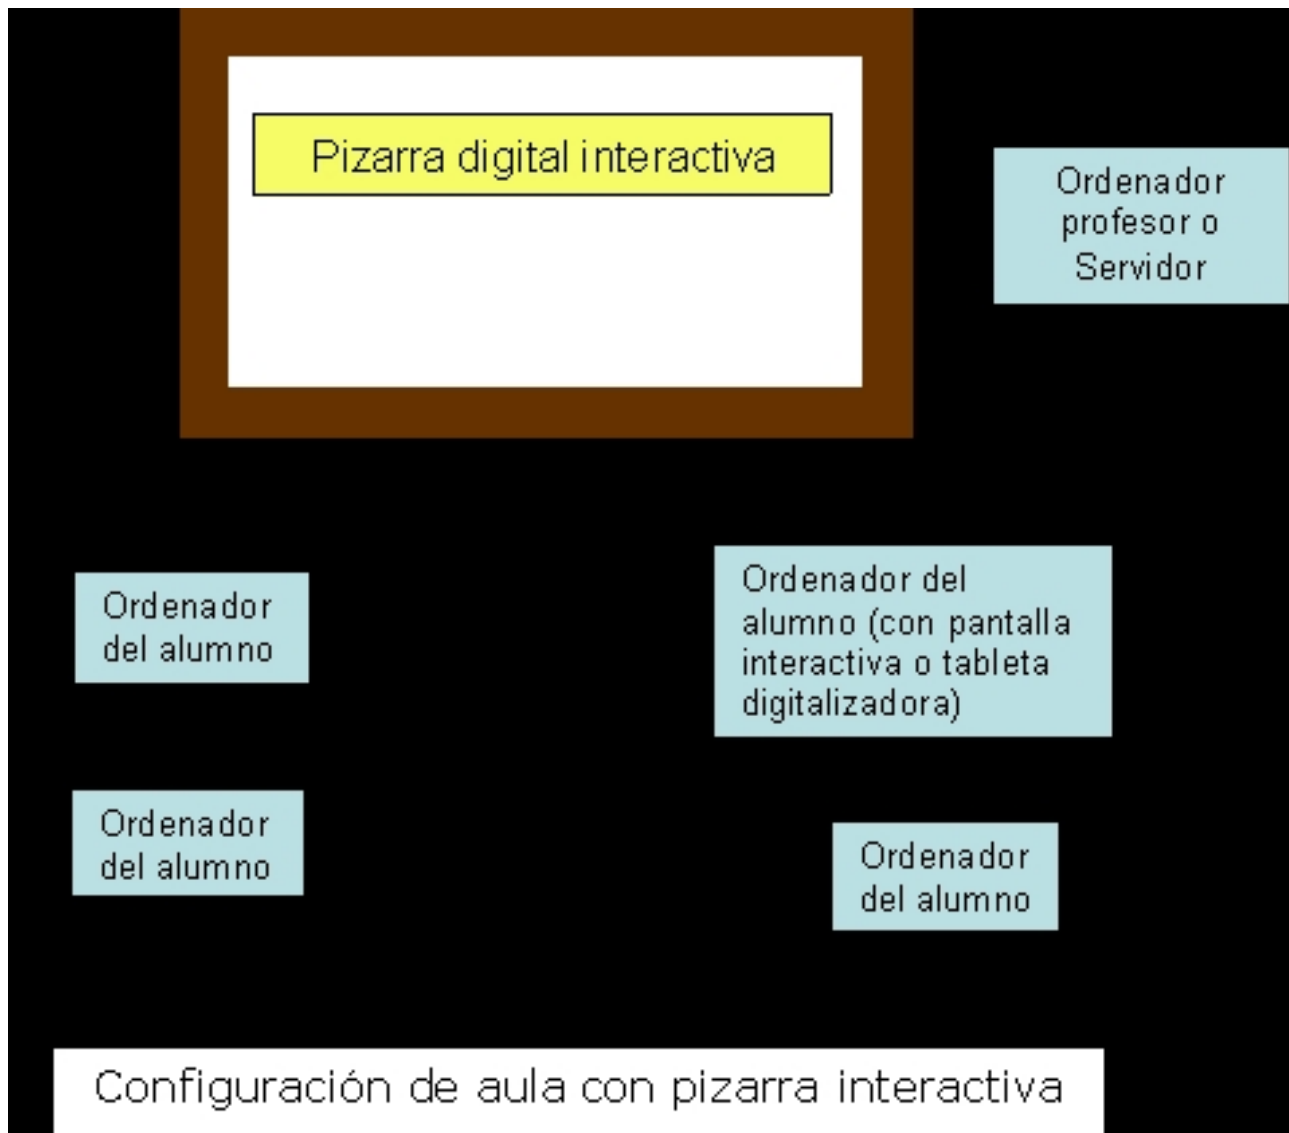 Pizarra digital interactiva
Ordenador
profesor o
Servidor
Ordenador
del alumno
Ordenador del
alumno (con pantalla
interactiva o tableta
digitalizadora)
Ordenador
del alumno
Ordenador
del alumno
Configuración de aula con pizarra interactiva